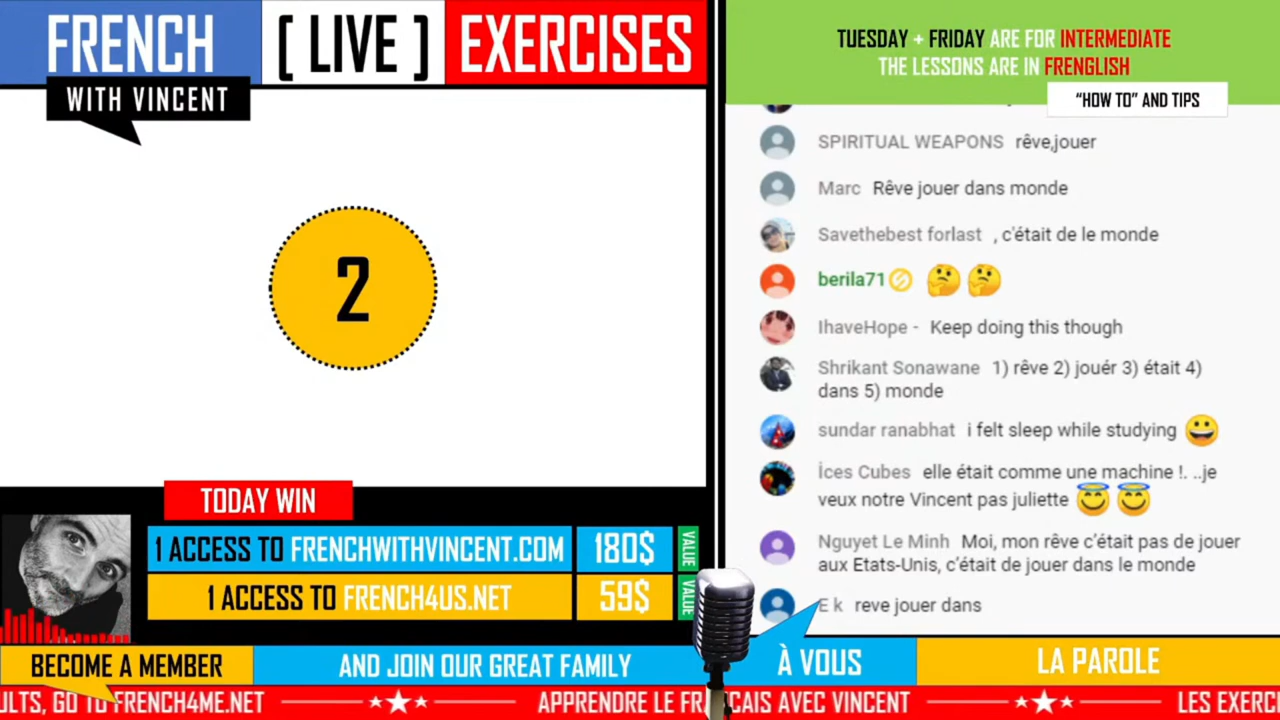 FRENCH [ LIVE ] EXERCISES
WITH VINCENT
2
TODAY WIN
1 ACCESS TO FRENCHWITHVINCENT.COM 180$ VALUE
1 ACCESS TO FRENCH4US.NET 59$ VALUE
TUESDAY + FRIDAY ARE FOR INTERMEDIATE
THE LESSONS ARE IN FRENGLISH
“HOW TO” AND TIPS
SPIRITUAL WEAPONS rêve,jouer
Marc Rêve jouer dans monde
Savethebest forlast , c'était de le monde
berila71 🤔 🤔
IhaveHope - Keep doing this though
Shrikant Sonawane 1) rêve 2) jouér 3) était 4)
dans 5) monde
sundar ranabhat i felt sleep while studying 😀
İces Cubes elle était comme une machine !. ..je
veux notre Vincent pas juliette 😇 😇
Nguyet Le Minh Moi, mon rêve c’était pas de jouer
aux Etats-Unis, c’était de jouer dans le monde
E k reve jouer dans
BECOME A MEMBER AND JOIN OUR GREAT FAMILY À VOUS LA PAROLE
ULTS, GO TO FRENCH4ME.NET APPRENDRE LE FRANCAIS AVEC VINCENT LES EXERC